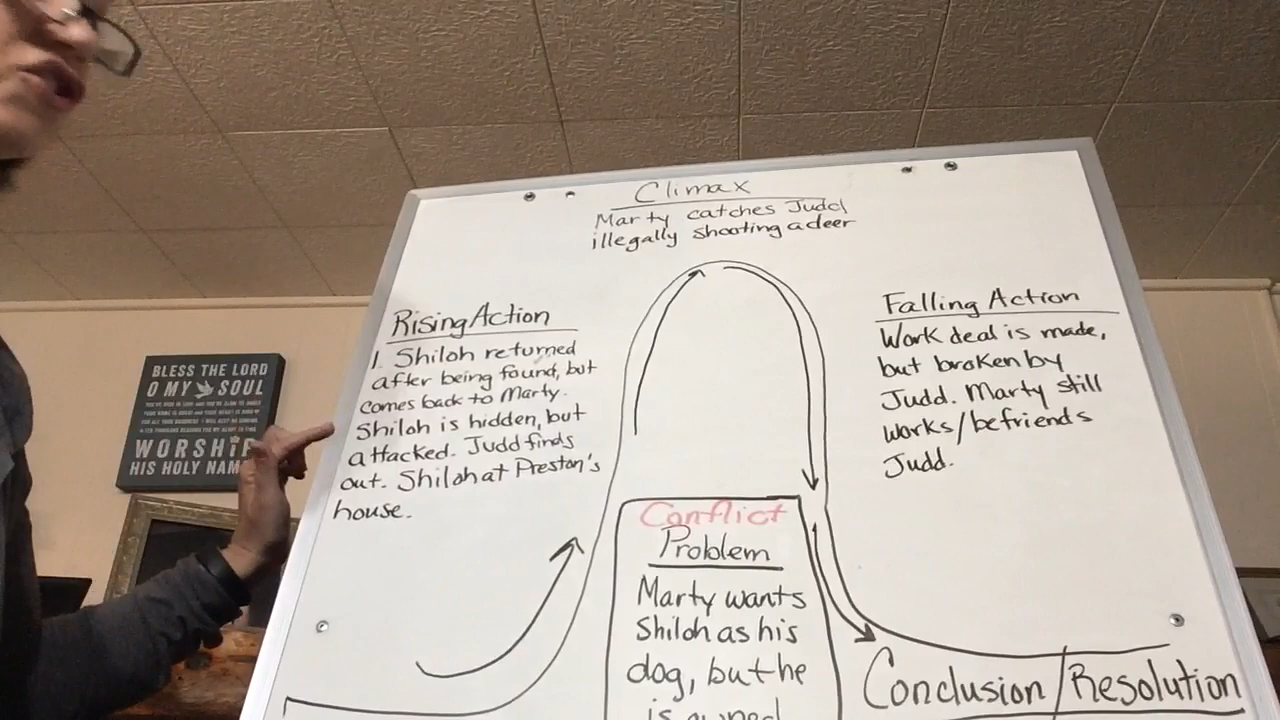 Climax
Marty catches Judd
illegally shooting a deer
Rising Action
1. Shiloh returned
after being found, but
comes back to Marty.
Shiloh is hidden, but
attacked. Judd finds
out. Shiloh at Preston's
house.
Falling Action
Work deal is made,
but broken by
Judd. Marty still
works/befriends
Judd.
Conflict
Problem
Marty wants
Shiloh as his
dog, but he
is owned
Conclusion/Resolution
BLESS THE LORD
O MY SOUL
WORSHIP
HIS HOLY NAM